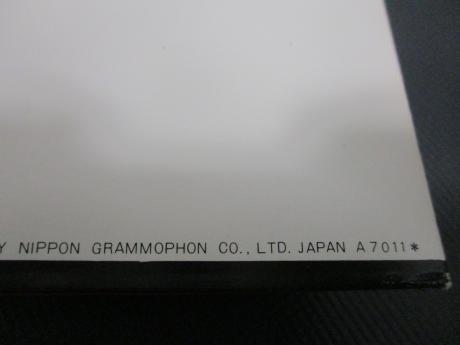 Y NIPPON GRAMMOPHON CO., LTD. JAPAN A7011*